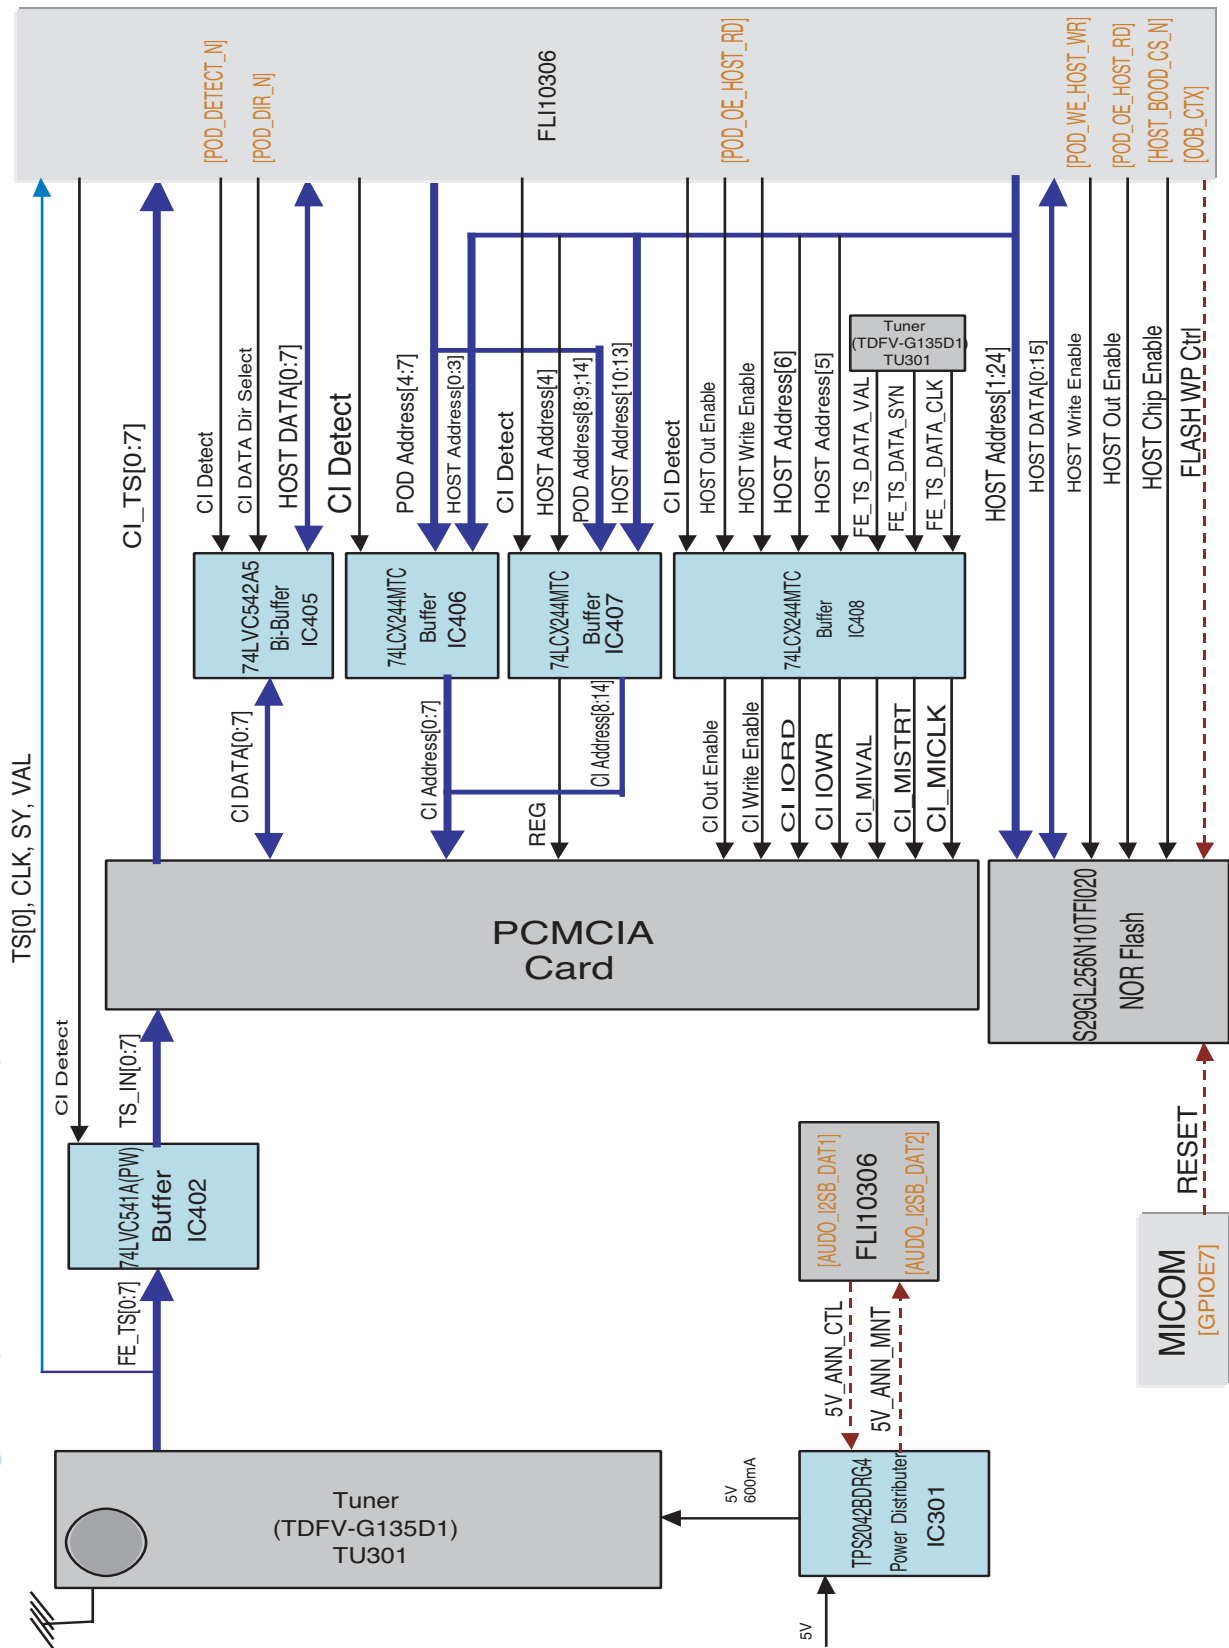 [POD_DETECT_N]
[POD_DIR_N]
FLI10306
[POD_OE_HOST_RD]
[POD_WE_HOST_WR]
[POD_OE_HOST_RD]
[HOST_BOOD_CS_N]
[OOB_CTX]
TS[0], CLK, SY, VAL
CI Detect
CI_TS[0:7]
CI Detect
CI DATA Dir Select
HOST DATA[0:7]
CI Detect
POD Address[4:7]
HOST Address[0:3]
CI Detect
HOST Address[4]
POD Address[8;9;14]
HOST Address[10:13]
CI Detect
HOST Out Enable
HOST Write Enable
HOST Address[6]
HOST Address[5]
Tuner
(TDFV-G135D1)
TU301
FE_TS_DATA_VAL
FE_TS_DATA_SYN
FE_TS_DATA_CLK
HOST Address[1:24]
HOST DATA[0:15]
HOST Write Enable
HOST Out Enable
HOST Chip Enable
FLASH WP Ctrl
74LVC542A5
Bi-Buffer
IC405
74LCX244MTC
Buffer
IC406
74LCX244MTC
Buffer
IC407
74LCX244MTC
Buffer
IC408
CI DATA[0:7]
CI Address[0:7]
REG
CI Address[8:14]
CI Out Enable
CI Write Enable
CI IORD
CI IOWR
CI_MIVAL
CI_MISTRT
CI_MICLK
PCMCIA
Card
S29GL256N10TFI020
NOR Flash
TS_IN[0:7]
74LVC541A(PW)
Buffer
IC402
FE_TS[0:7]
[AUDO_I2SB_DAT1]
FLI10306
[AUDO_I2SB_DAT2]
RESET
MICOM
[GPIOE7]
5V_ANN_CTL
5V_ANN_MNT
Tuner
(TDFV-G135D1)
TU301
5V
600mA
TPS2042BDRG4
Power Distributer
IC301
5V